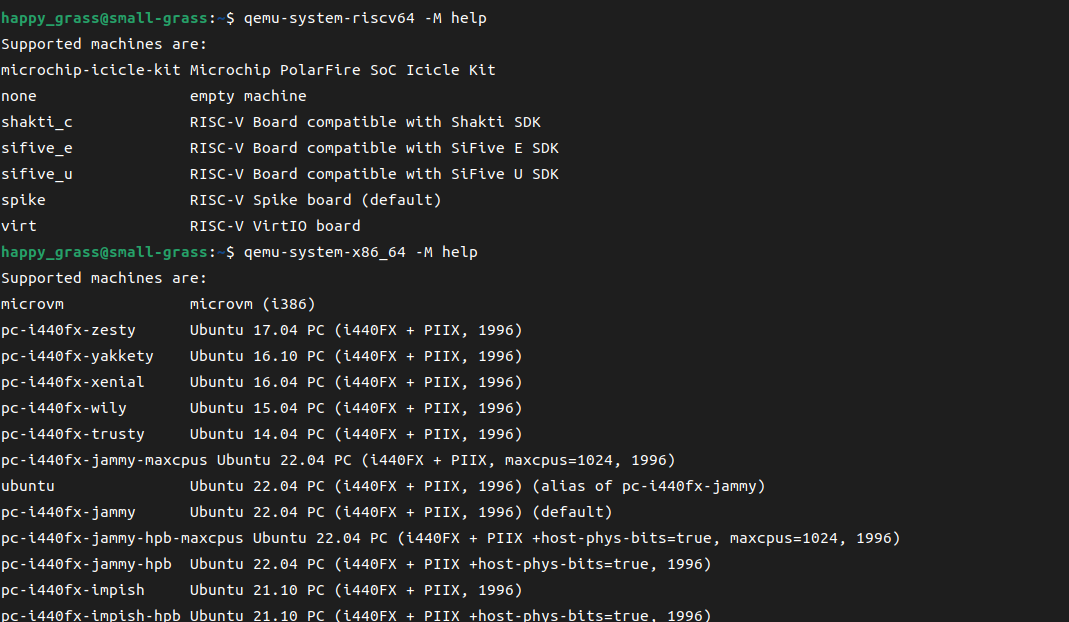 happy_grass@small-grass:~$ qemu-system-riscv64 -M help
Supported machines are:
microchip-icicle-kit Microchip PolarFire SoC Icicle Kit
none                 empty machine
shakti_c             RISC-V Board compatible with Shakti SDK
sifive_e             RISC-V Board compatible with SiFive E SDK
sifive_u             RISC-V Board compatible with SiFive U SDK
spike                RISC-V Spike board (default)
virt                 RISC-V VirtIO board
happy_grass@small-grass:~$ qemu-system-x86_64 -M help
Supported machines are:
microvm              microvm (i386)
pc-i440fx-zesty      Ubuntu 17.04 PC (i440FX + PIIX, 1996)
pc-i440fx-yakkety    Ubuntu 16.10 PC (i440FX + PIIX, 1996)
pc-i440fx-xenial     Ubuntu 16.04 PC (i440FX + PIIX, 1996)
pc-i440fx-wily       Ubuntu 15.04 PC (i440FX + PIIX, 1996)
pc-i440fx-trusty     Ubuntu 14.04 PC (i440FX + PIIX, 1996)
pc-i440fx-jammy-maxcpus Ubuntu 22.04 PC (i440FX + PIIX, maxcpus=1024, 1996)
ubuntu               Ubuntu 22.04 PC (i440FX + PIIX, 1996) (alias of pc-i440fx-jammy)
pc-i440fx-jammy      Ubuntu 22.04 PC (i440FX + PIIX, 1996) (default)
pc-i440fx-jammy-hpb-maxcpus Ubuntu 22.04 PC (i440FX + PIIX +host-phys-bits=true, maxcpus=1024, 1996)
pc-i440fx-jammy-hpb  Ubuntu 22.04 PC (i440FX + PIIX +host-phys-bits=true, 1996)
pc-i440fx-impish     Ubuntu 21.10 PC (i440FX + PIIX, 1996)
pc-i440fx-impish-hpb Ubuntu 21.10 PC (i440FX + PIIX +host-phys-bits=true, 1996)